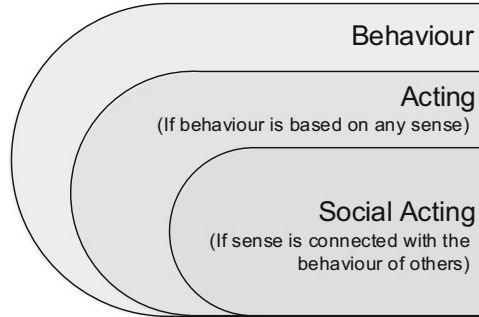 Behaviour
Acting
(If behaviour is based on any sense)
Social Acting
(If sense is connected with the
behaviour of others)